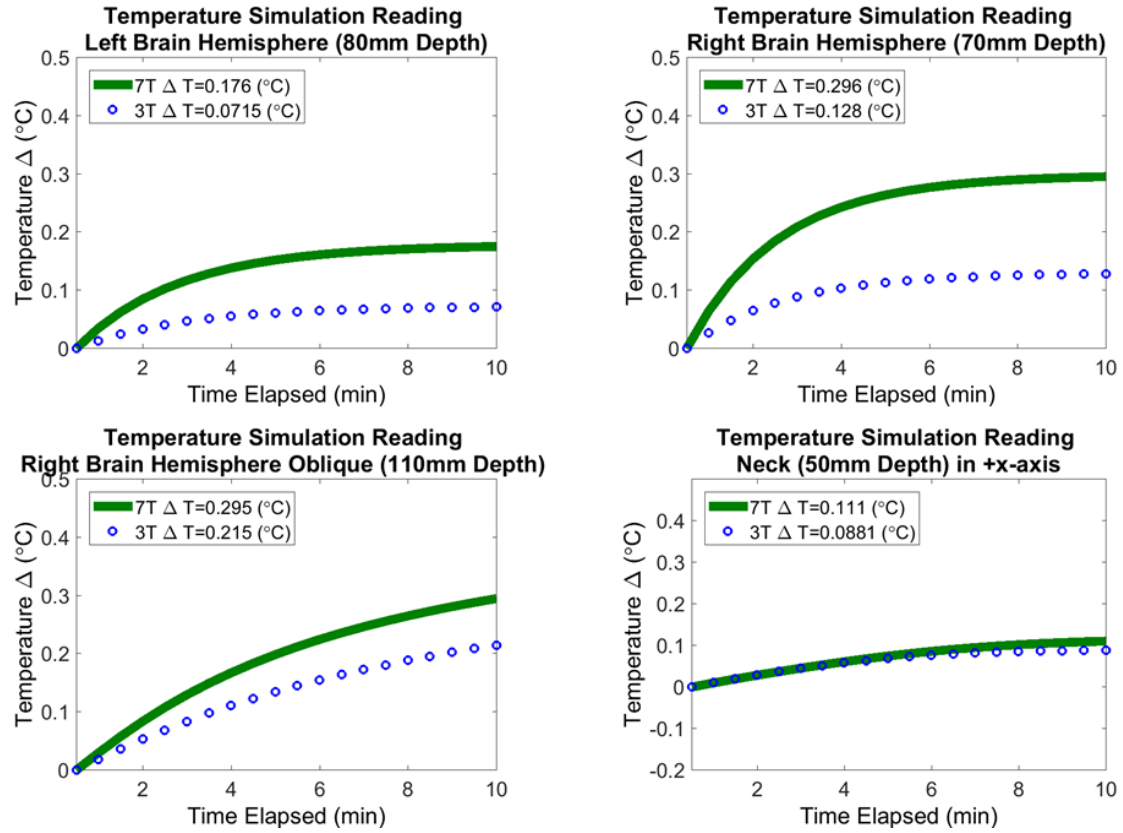 Temperature Simulation Reading
Left Brain Hemisphere (80mm Depth)
0.5
0.4
0.3
0.2
0.1
0
Temperature Δ (°C)
7T Δ T=0.176 (°C)
3T Δ T=0.0715 (°C)
2
4
6
8
10
Time Elapsed (min)
Temperature Simulation Reading
Right Brain Hemisphere (70mm Depth)
0.5
0.4
0.3
0.2
0.1
0
Temperature Δ (°C)
7T Δ T=0.296 (°C)
3T Δ T=0.128 (°C)
2
4
6
8
10
Time Elapsed (min)
Temperature Simulation Reading
Right Brain Hemisphere Oblique (110mm Depth)
0.5
0.4
0.3
0.2
0.1
0
Temperature Δ (°C)
7T Δ T=0.295 (°C)
3T Δ T=0.215 (°C)
2
4
6
8
10
Time Elapsed (min)
Temperature Simulation Reading
Neck (50mm Depth) in +x-axis
0.4
0.3
0.2
0.1
0
-0.1
-0.2
Temperature Δ (°C)
7T Δ T=0.111 (°C)
3T Δ T=0.0881 (°C)
2
4
6
8
10
Time Elapsed (min)